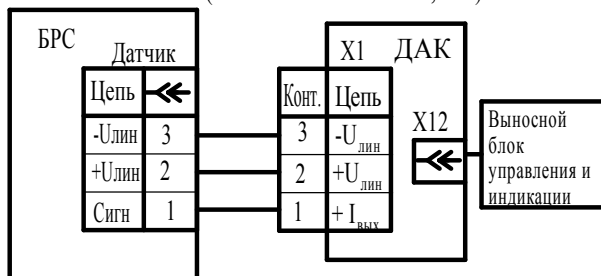 БРС
Датчик
Цепь
-Uлин 3
+Uлин 2
Сигн 1
X1 ДАК
Конт. Цепь
3 -Uлин
2 +Uлин
1 + Iвых
X12
Выносной
блок
управления и
индикации